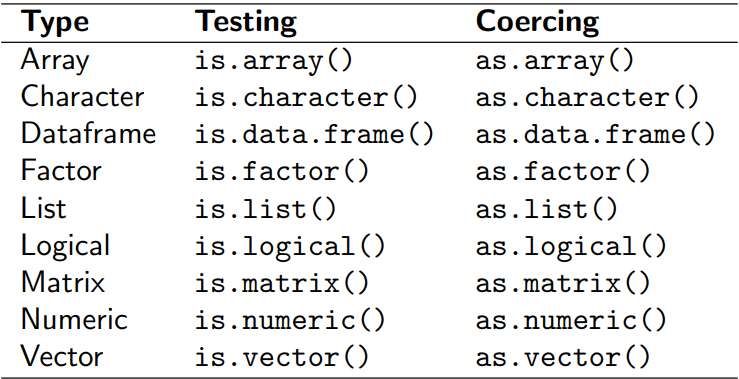 Type Testing Coercing
Array is.array() as.array()
Character is.character() as.character()
Dataframe is.data.frame() as.data.frame()
Factor is.factor() as.factor()
List is.list() as.list()
Logical is.logical() as.logical()
Matrix is.matrix() as.matrix()
Numeric is.numeric() as.numeric()
Vector is.vector() as.vector()